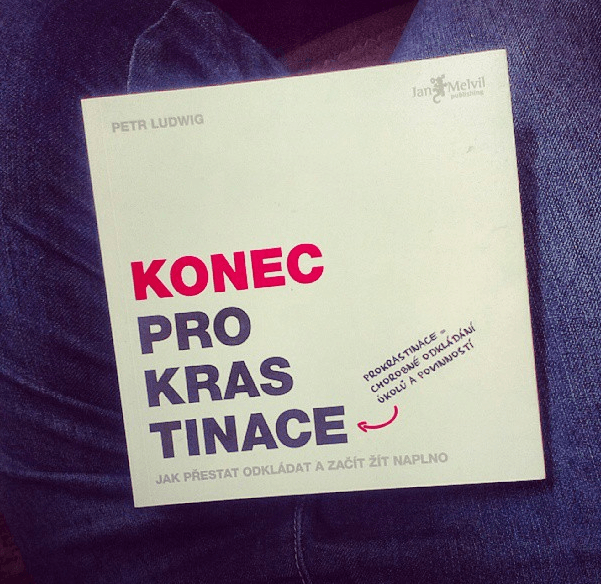 PETR LUDWIG
Jan Melvil
publishing
KONEC
PRO
KRAS
TINACE
PROKRASTINACE =
CHOROBNÉ ODKLÁDÁNÍ
ÚKOLŮ A POVINNOSTÍ
JAK PŘESTAT ODKLÁDAT A ZAČÍT ŽÍT NAPLNO